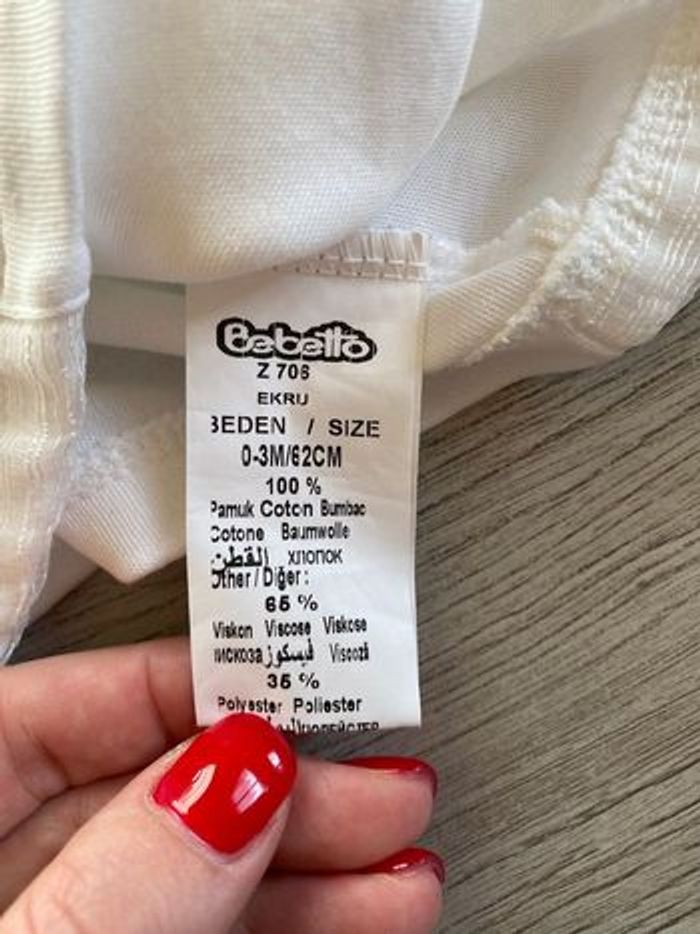 Bebetto
Z 706
EKRU
BEDEN / SIZE
0-3M/62CM
100 %
Pamuk Coton Bumbac
Cotone Baumwolle
القطن ХЛОПОК
Other / Diğer :
65 %
Viskon Viscose Viskose
вискоза فيسكوز Viscoză
35 %
Polyester Poliester